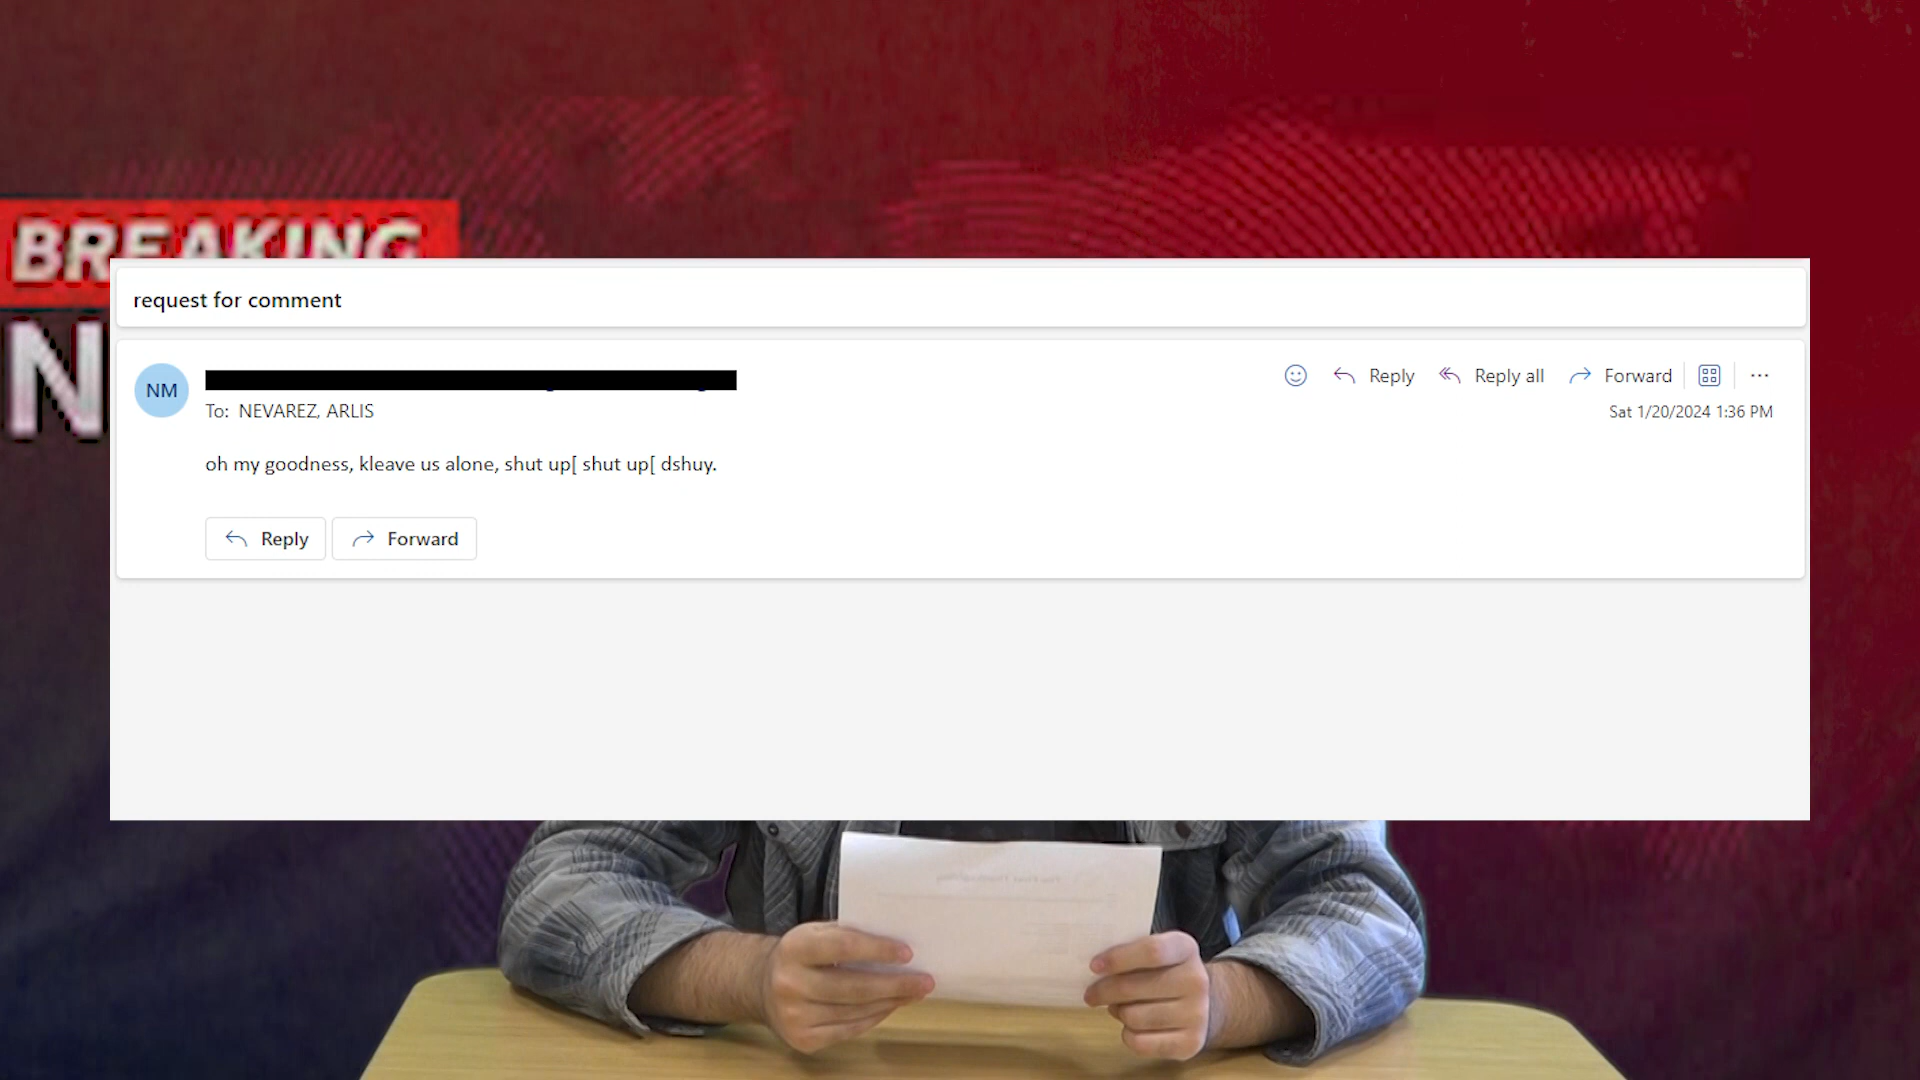 BREAKING
N
request for comment
NM
Reply
Reply all
Forward
To: NEVAREZ, ARLIS
Sat 1/20/2024 1:36 PM
oh my goodness, kleave us alone, shut up[ shut up[ dshuy.
Reply
Forward